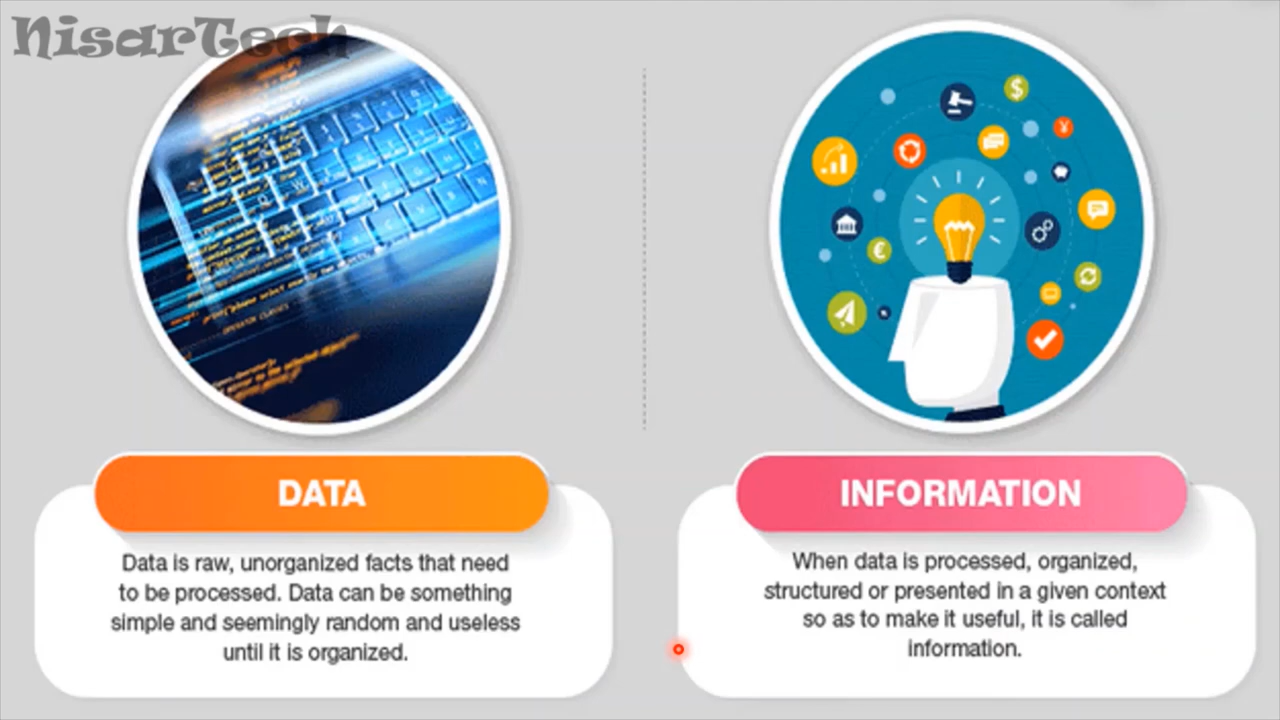 NisarTech
DATA
Data is raw, unorganized facts that need
to be processed. Data can be something
simple and seemingly random and useless
until it is organized.
INFORMATION
When data is processed, organized,
structured or presented in a given context
so as to make it useful, it is called
information.